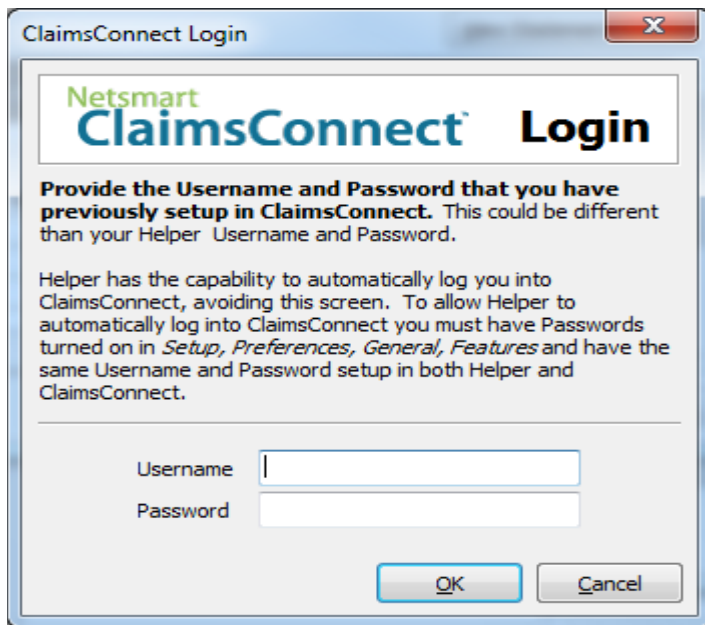 ClaimsConnect Login
Netsmart
ClaimsConnect™ Login
Provide the Username and Password that you have
previously setup in ClaimsConnect. This could be different
than your Helper Username and Password.
Helper has the capability to automatically log you into
ClaimsConnect, avoiding this screen. To allow Helper to
automatically log into ClaimsConnect you must have Passwords
turned on in Setup, Preferences, General, Features and have the
same Username and Password setup in both Helper and
ClaimsConnect.
Username
Password
OK
Cancel